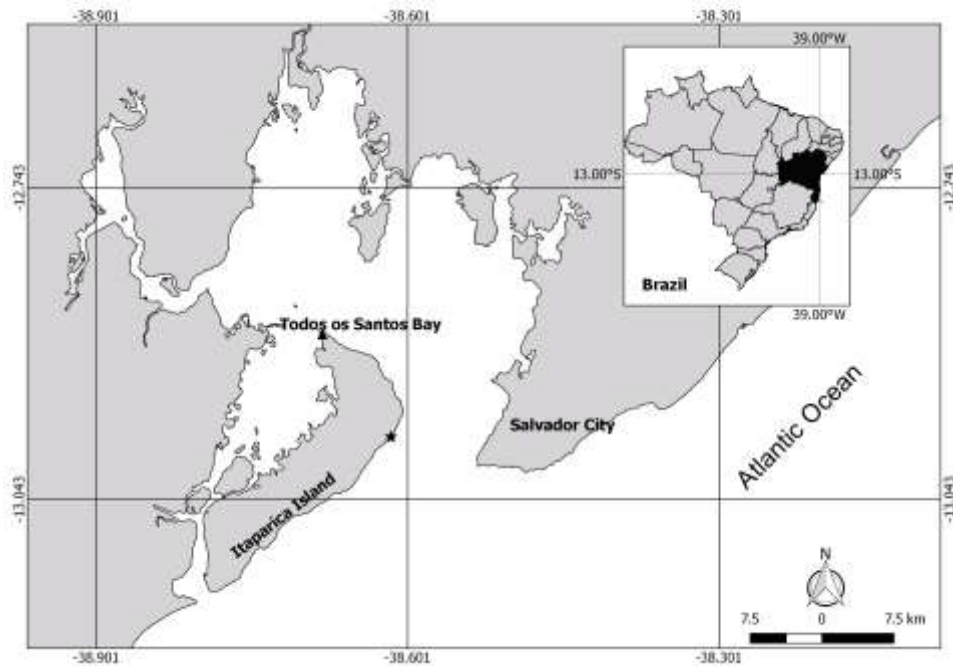 -38.901
-38.601
-38.301
39.00°W
-12.743
13.00°S
13.00°S
-12.743
Brazil
39.00°W
Todos os Santos Bay
Salvador City
Atlantic Ocean
Itaparica Island
-13.043
-13.043
N
7.5
0
7.5 km
-38.901
-38.601
-38.301